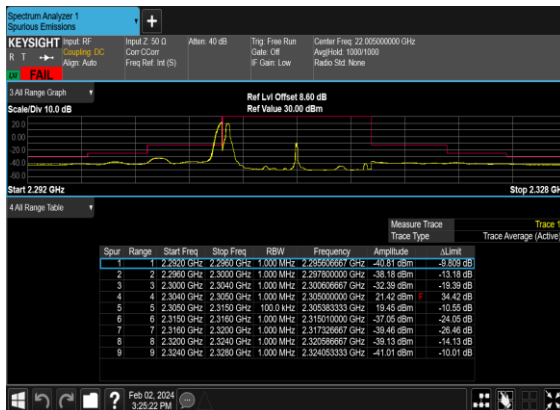 Spectrum Analyzer 1
Spurious Emissions
+
KEYSIGHT Input: RF Input Z: 50 Ω Atten: 40 dB Trig: Free Run Center Freq: 22.005000000 GHz
R T Coupling: DC Corr CCorr Gate: Off Avg|Hold: 1000/1000
Align: Auto Freq Ref: Int (S) IF Gain: Low Radio Std: None
FAIL
3 All Range Graph
Ref Lvl Offset 8.60 dB
Scale/Div 10.0 dB Ref Value 30.00 dBm
20.0
0.00
-20.0
-40.0
-60.0
Start 2.292 GHz Stop 2.328 GH
4 All Range Table
Measure Trace Trace 1
Trace Type Trace Average (Active)
Spur Range Start Freq Stop Freq RBW Frequency Amplitude ΔLimit
1 1 2.2920 GHz 2.2960 GHz 1.000 MHz 2.295606667 GHz -40.81 dBm -9.809 dB
2 2 2.2960 GHz 2.3000 GHz 1.000 MHz 2.297800000 GHz -38.18 dBm -13.18 dB
3 3 2.3000 GHz 2.3040 GHz 1.000 MHz 2.300606667 GHz -32.39 dBm -19.39 dB
4 4 2.3040 GHz 2.3050 GHz 1.000 MHz 2.305000000 GHz 21.42 dBm F 34.42 dB
5 5 2.3050 GHz 2.3150 GHz 100.0 kHz 2.305383333 GHz 19.45 dBm -10.55 dB
6 6 2.3150 GHz 2.3160 GHz 1.000 MHz 2.315010000 GHz -37.05 dBm -24.05 dB
7 7 2.3160 GHz 2.3200 GHz 1.000 MHz 2.317326667 GHz -39.46 dBm -26.46 dB
8 8 2.3200 GHz 2.3240 GHz 1.000 MHz 2.320586667 GHz -39.13 dBm -14.13 dB
9 9 2.3240 GHz 2.3280 GHz 1.000 MHz 2.324053333 GHz -41.01 dBm -10.01 dB
? Feb 02, 2024
3:25:22 PM